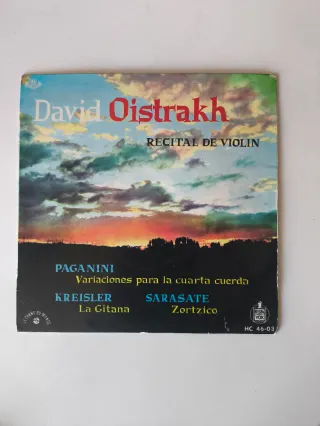 David Oistrakh
RECITAL DE VIOLIN
PAGANINI
Variaciones para la cuarta cuerda
KREISLER
La Gitana
SARASATE
Zortzico
HC 46-03